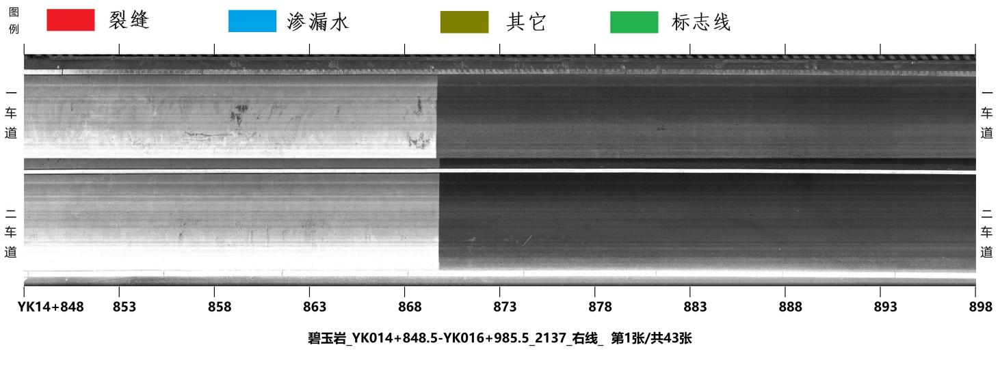 图例 裂缝 渗漏水 其它 标志线
一车道 一车道
二车道 二车道
YK14+848 853 858 863 868 873 878 883 888 893 898
碧玉岩_YK014+848.5-YK016+985.5_2137_右线_ 第1张/共43张